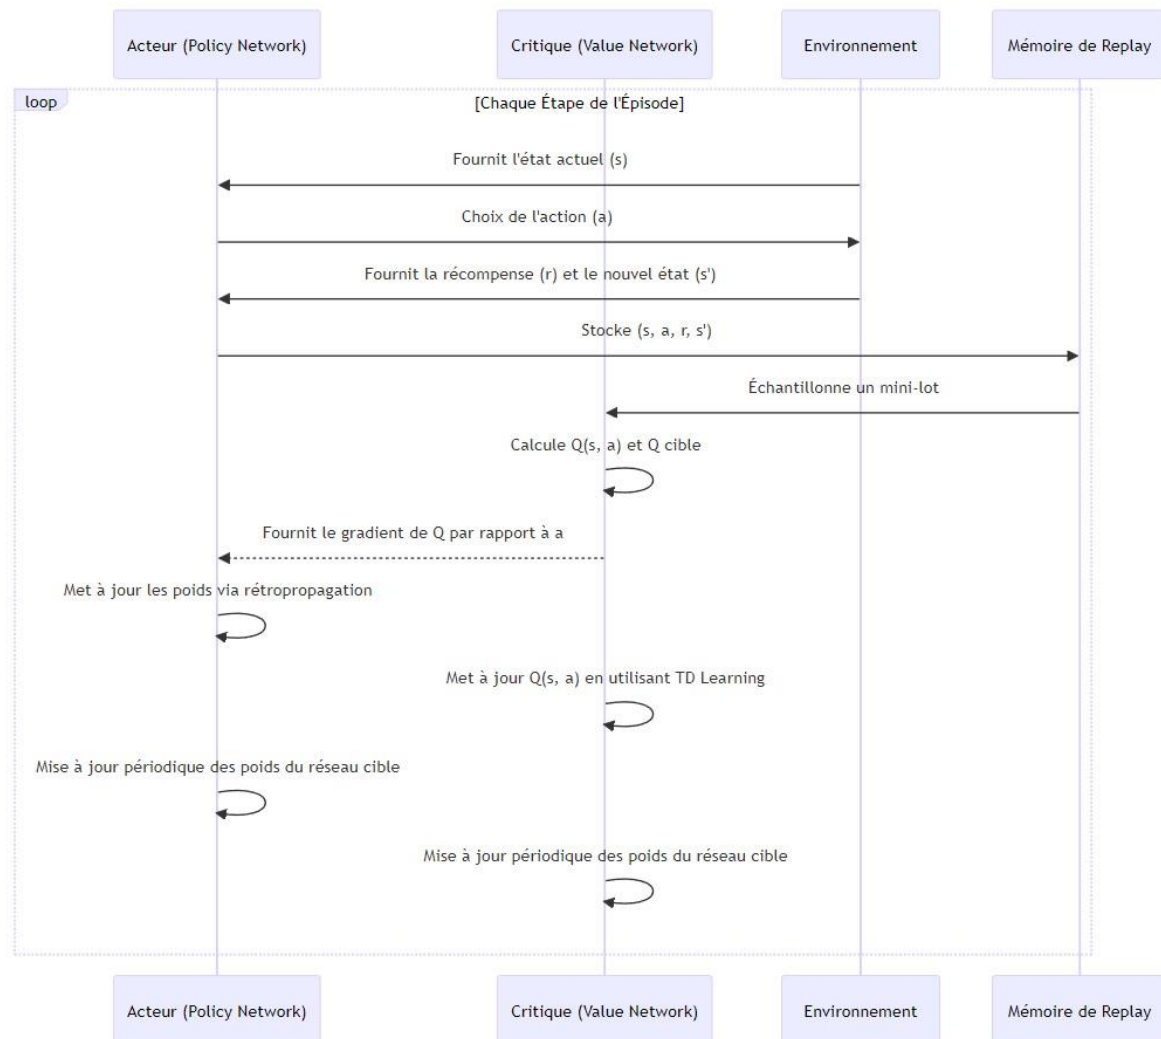 Acteur (Policy Network)
Critique (Value Network)
Environnement
Mémoire de Replay
loop
[Chaque Étape de l'Épisode]
Fournit l'état actuel (s)
Choix de l'action (a)
Fournit la récompense (r) et le nouvel état (s')
Stocke (s, a, r, s')
Échantillonne un mini-lot
Calcule Q(s, a) et Q cible
Fournit le gradient de Q par rapport à a
Met à jour les poids via rétropropagation
Met à jour Q(s, a) en utilisant TD Learning
Mise à jour périodique des poids du réseau cible
Mise à jour périodique des poids du réseau cible
Acteur (Policy Network)
Critique (Value Network)
Environnement
Mémoire de Replay